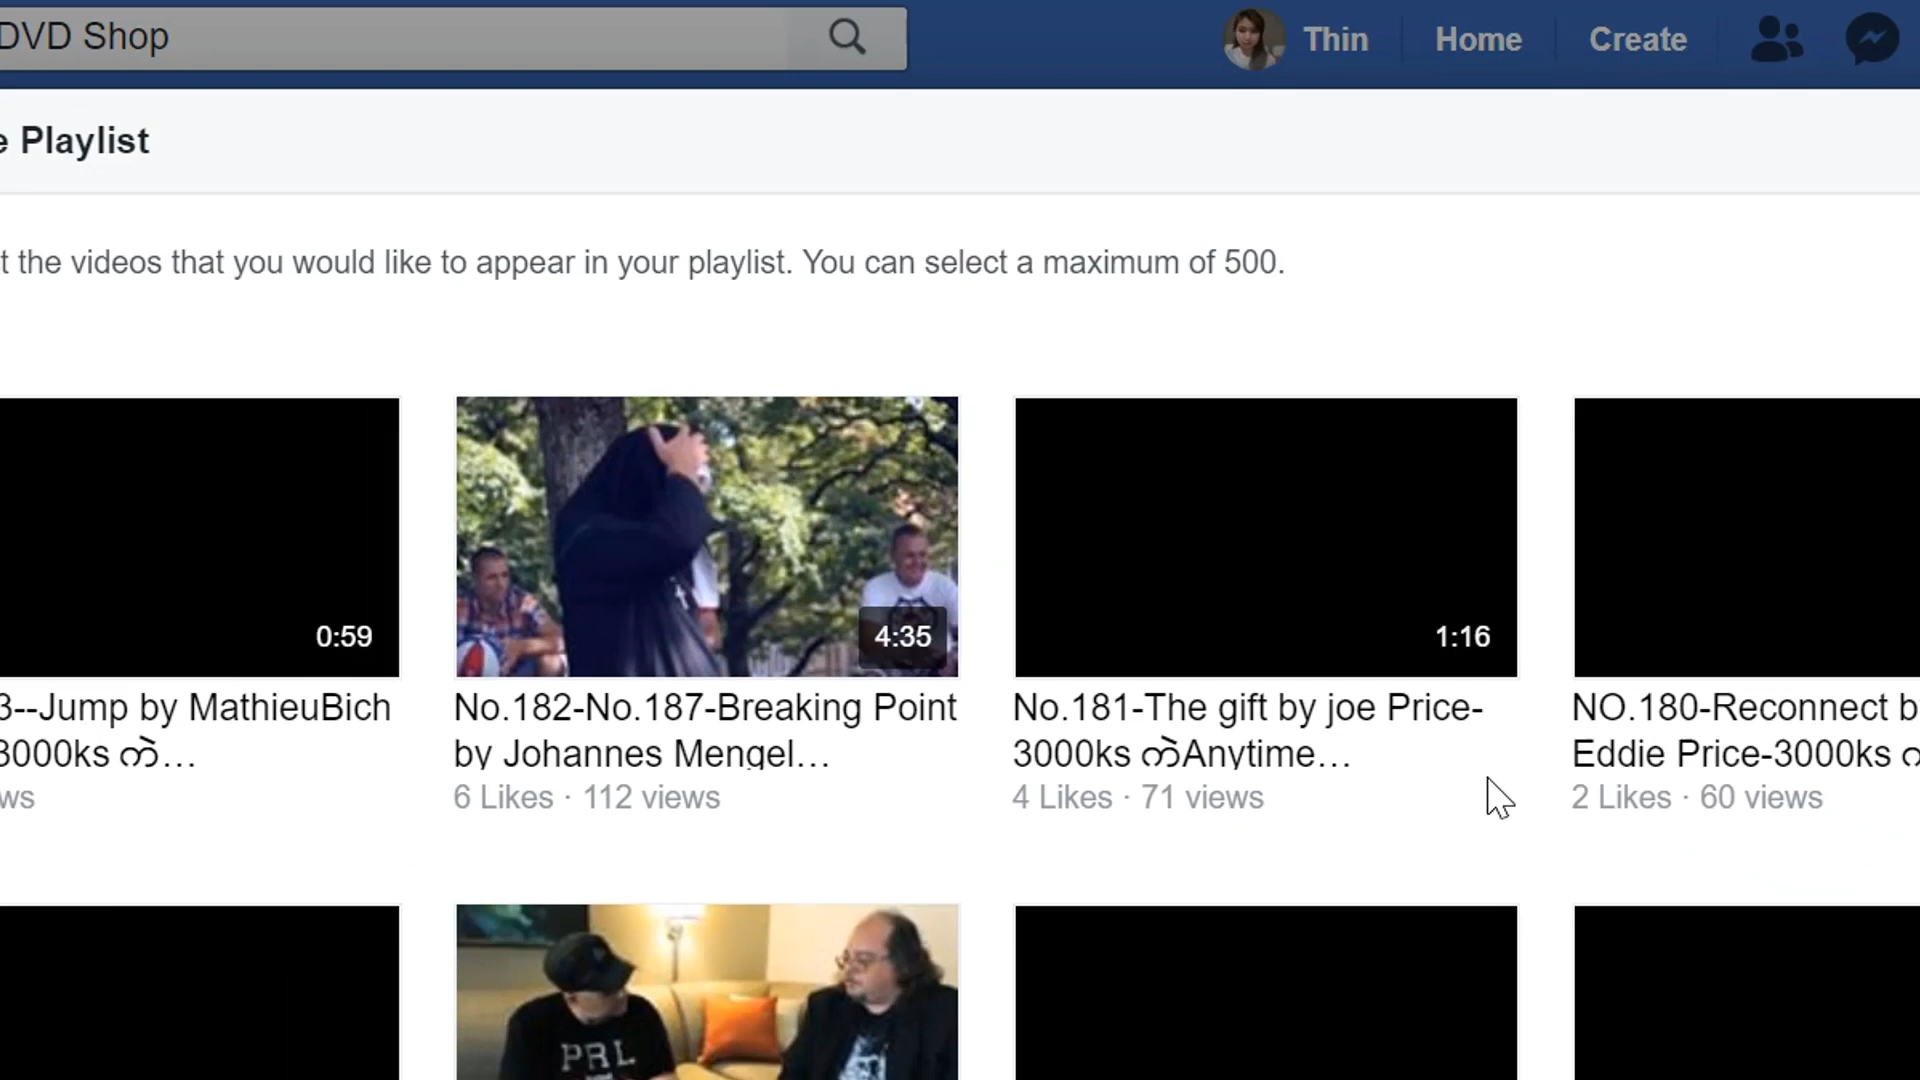 DVD Shop
Thin
Home
Create
e Playlist
t the videos that you would like to appear in your playlist. You can select a maximum of 500.
0:59
4:35
1:16
3--Jump by MathieuBich
3000ks ကဲ...
ws
No.182-No.187-Breaking Point
by Johannes Mengel...
6 Likes · 112 views
No.181-The gift by joe Price-
3000ks ကဲAnytime...
4 Likes · 71 views
NO.180-Reconnect b
Eddie Price-3000ks
2 Likes · 60 views
PRL